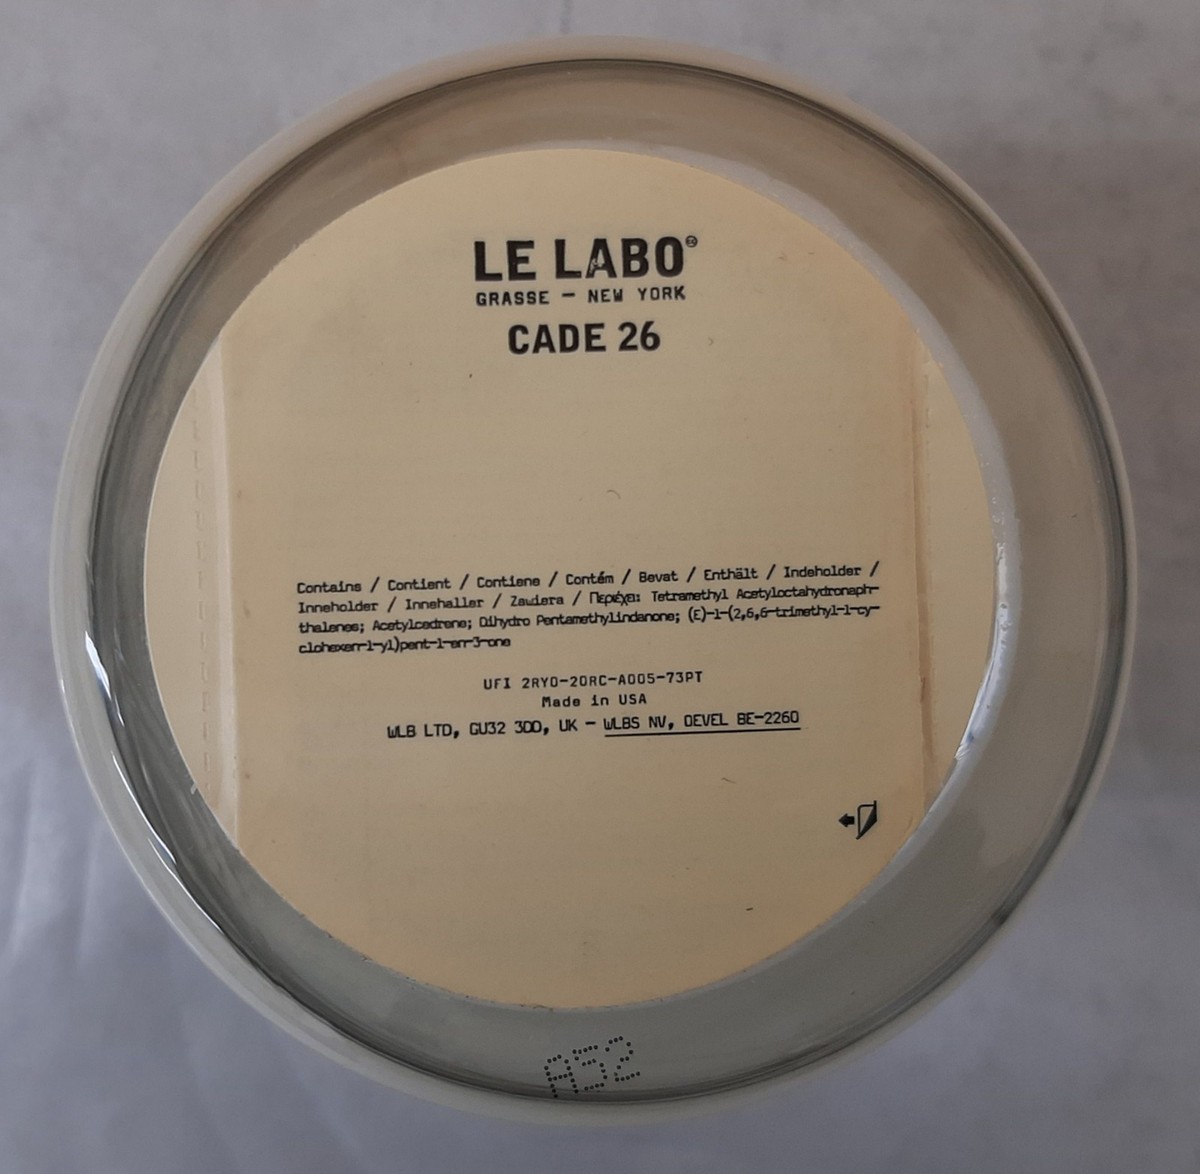 LE LABO®
GRASSE — NEW YORK
CADE 26
Contains / Contient / Contiene / Contém / Bevat / Enthält / Indeholder /
Inneholder / Innehaller / Zawiera / Περιέχει: Tetramethyl Acetyloctahydronaph-
thalenes; Acetylcedrene; Dihydro Pentamethylindanone; (E)-1-(2,6,6-trimethyl-1-cy-
clohexen-1-yl)pent-1-en-3-one
UFI 2RY0-20RC-A005-73PT
Made in USA
WLB LTD, GU32 3QD, UK – WLBS NV, OEVEL BE-2260
A52